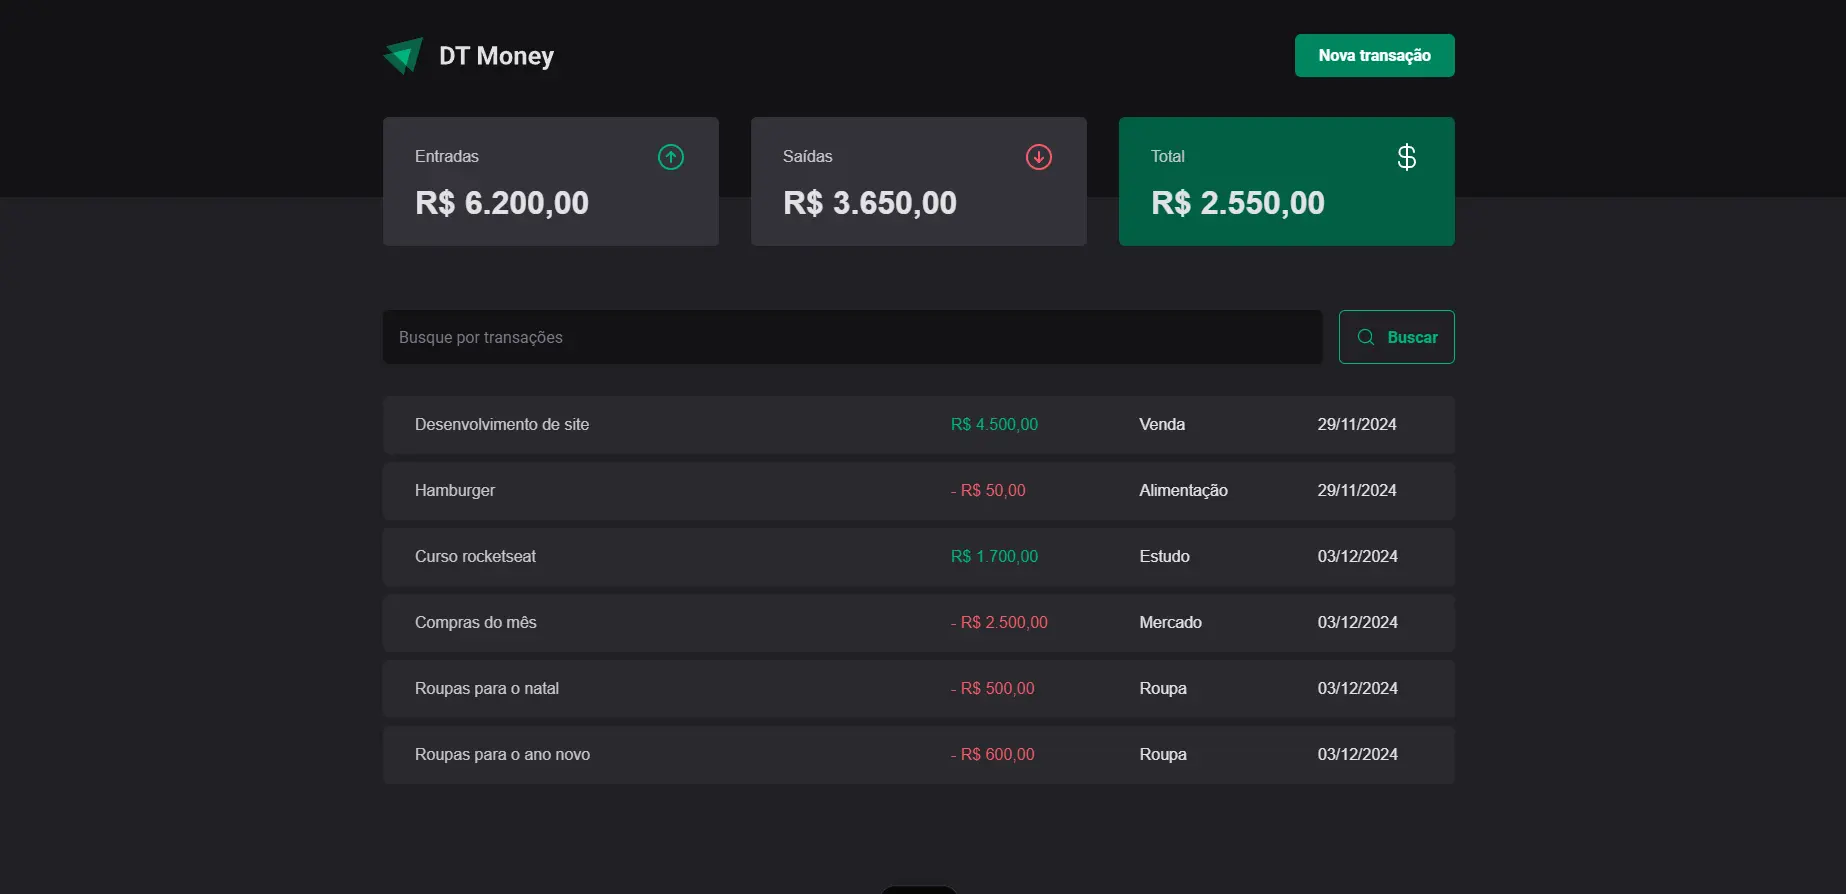 DT Money
Nova transação
Entradas
R$ 6.200,00
Saídas
R$ 3.650,00
Total
R$ 2.550,00
Busque por transações
Buscar
Desenvolvimento de site R$ 4.500,00 Venda 29/11/2024
Hamburger - R$ 50,00 Alimentação 29/11/2024
Curso rocketseat R$ 1.700,00 Estudo 03/12/2024
Compras do mês - R$ 2.500,00 Mercado 03/12/2024
Roupas para o natal - R$ 500,00 Roupa 03/12/2024
Roupas para o ano novo - R$ 600,00 Roupa 03/12/2024